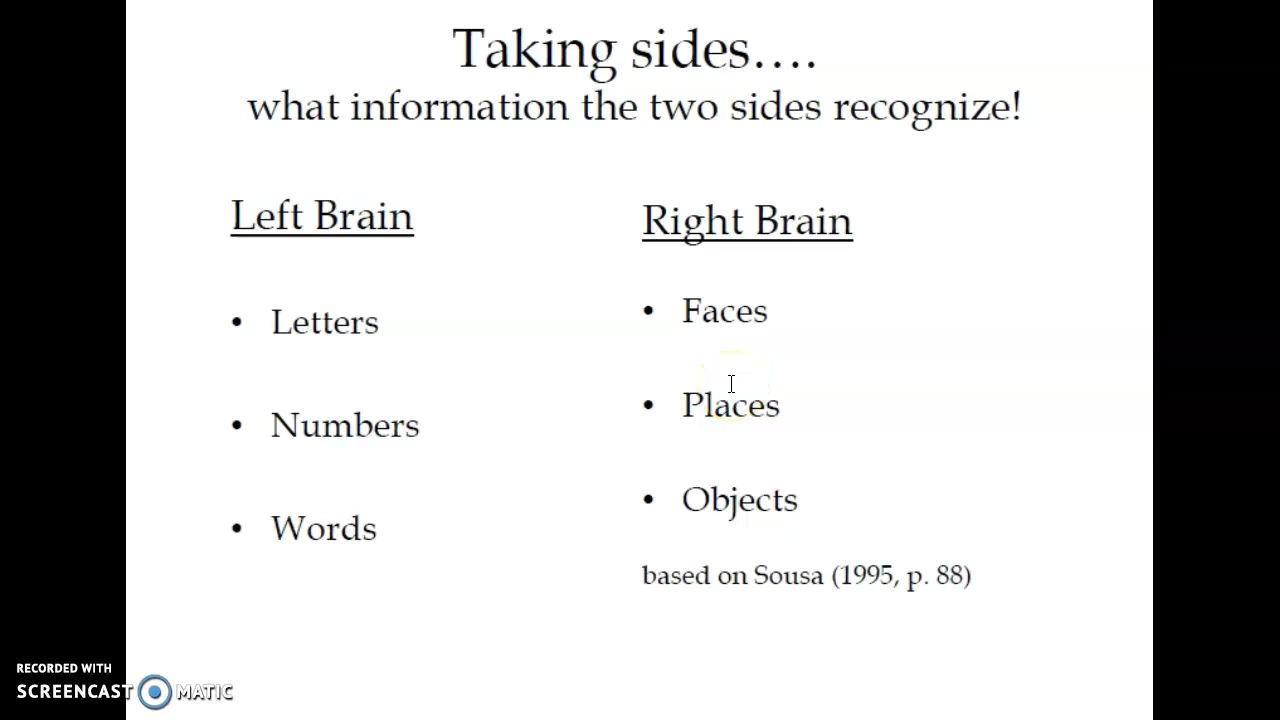 Taking sides….
what information the two sides recognize!
Left Brain
• Letters
• Numbers
• Words
Right Brain
• Faces
• Places
• Objects
based on Sousa (1995, p. 88)
RECORDED WITH
SCREENCAST MATIC